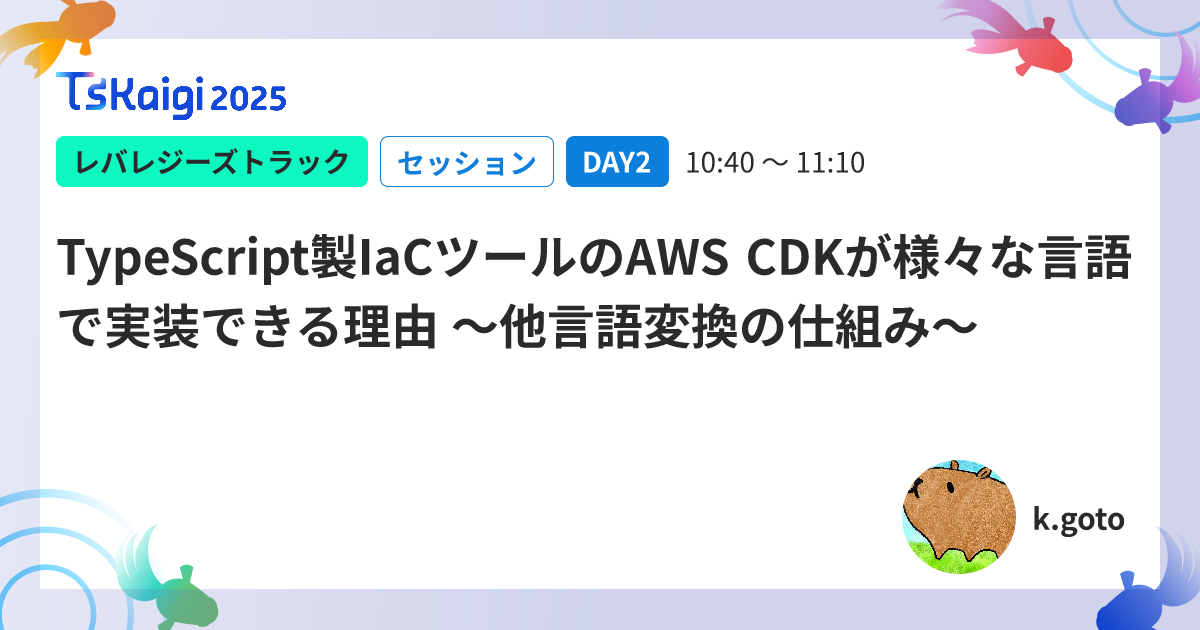 TsKaigi 2025
レバレジーズトラック セッション DAY2 10:40 〜 11:10
TypeScript製IaCツールのAWS CDKが様々な言語
で実装できる理由 〜他言語変換の仕組み〜
k.goto